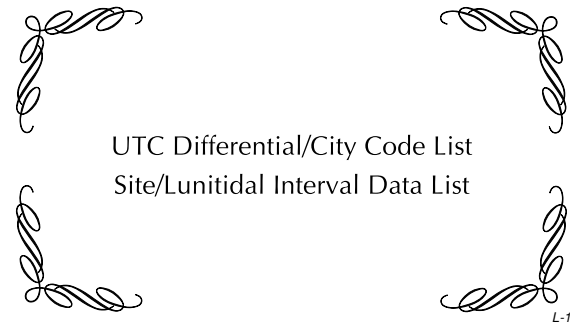 UTC Differential/City Code List
Site/Lunitidal Interval Data List
L-1